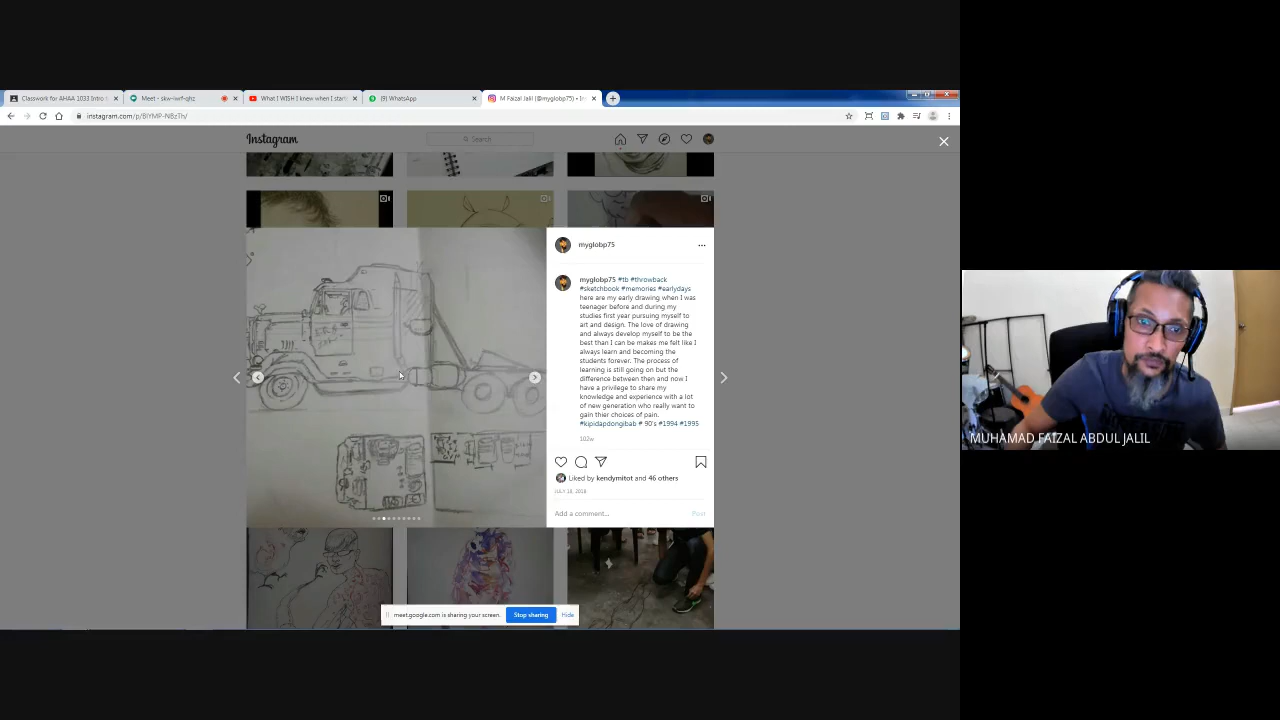 Classwork for AHAA 1033 Intro t
Meet - skw-iwrf-qhz
What I WISH I knew when I start
(9) WhatsApp
M Faizal Jalil (@myglobp75) • In
instagram.com/p/BlYMP-NBzTh/
Instagram
Search
myglobp75
myglobp75 #tb #throwback
#sketchbook #memories #earlydays
here are my early drawing when I was
teenager before and during my
studies first year pursuing myself to
art and design. The love of drawing
and always develop myself to be the
best than I can be makes me felt like I
always learn and becoming the
students forever. The process of
learning is still going on but the
difference between then and now I
have a privilege to share my
knowledge and experience with a lot
of new generation who really want to
gain thier choices of pain.
#kipidapdongibab # 90's #1994 #1995
102w
Liked by kendymitot and 46 others
JULY 18, 2018
Add a comment...
Post
meet.google.com is sharing your screen.
Stop sharing
Hide
MUHAMAD FAIZAL ABDUL JALIL